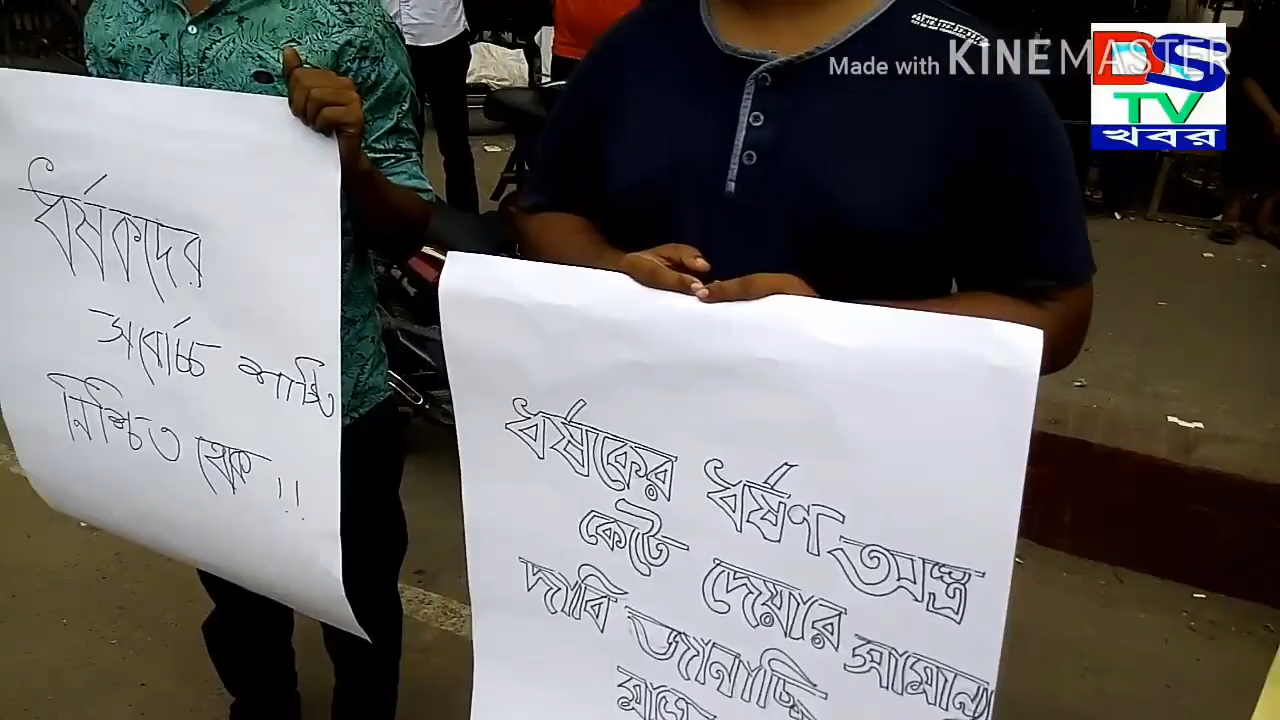 ধর্ষকদের
সর্বোচ্চ শাস্তি
নিশ্চিত হোক !!
ধর্ষকের ধর্ষণ অস্ত্র
কেটে দেয়ার সামান্য
দাবি জানাচ্ছি
Made with KINEMASTER
DS
TV
খবর